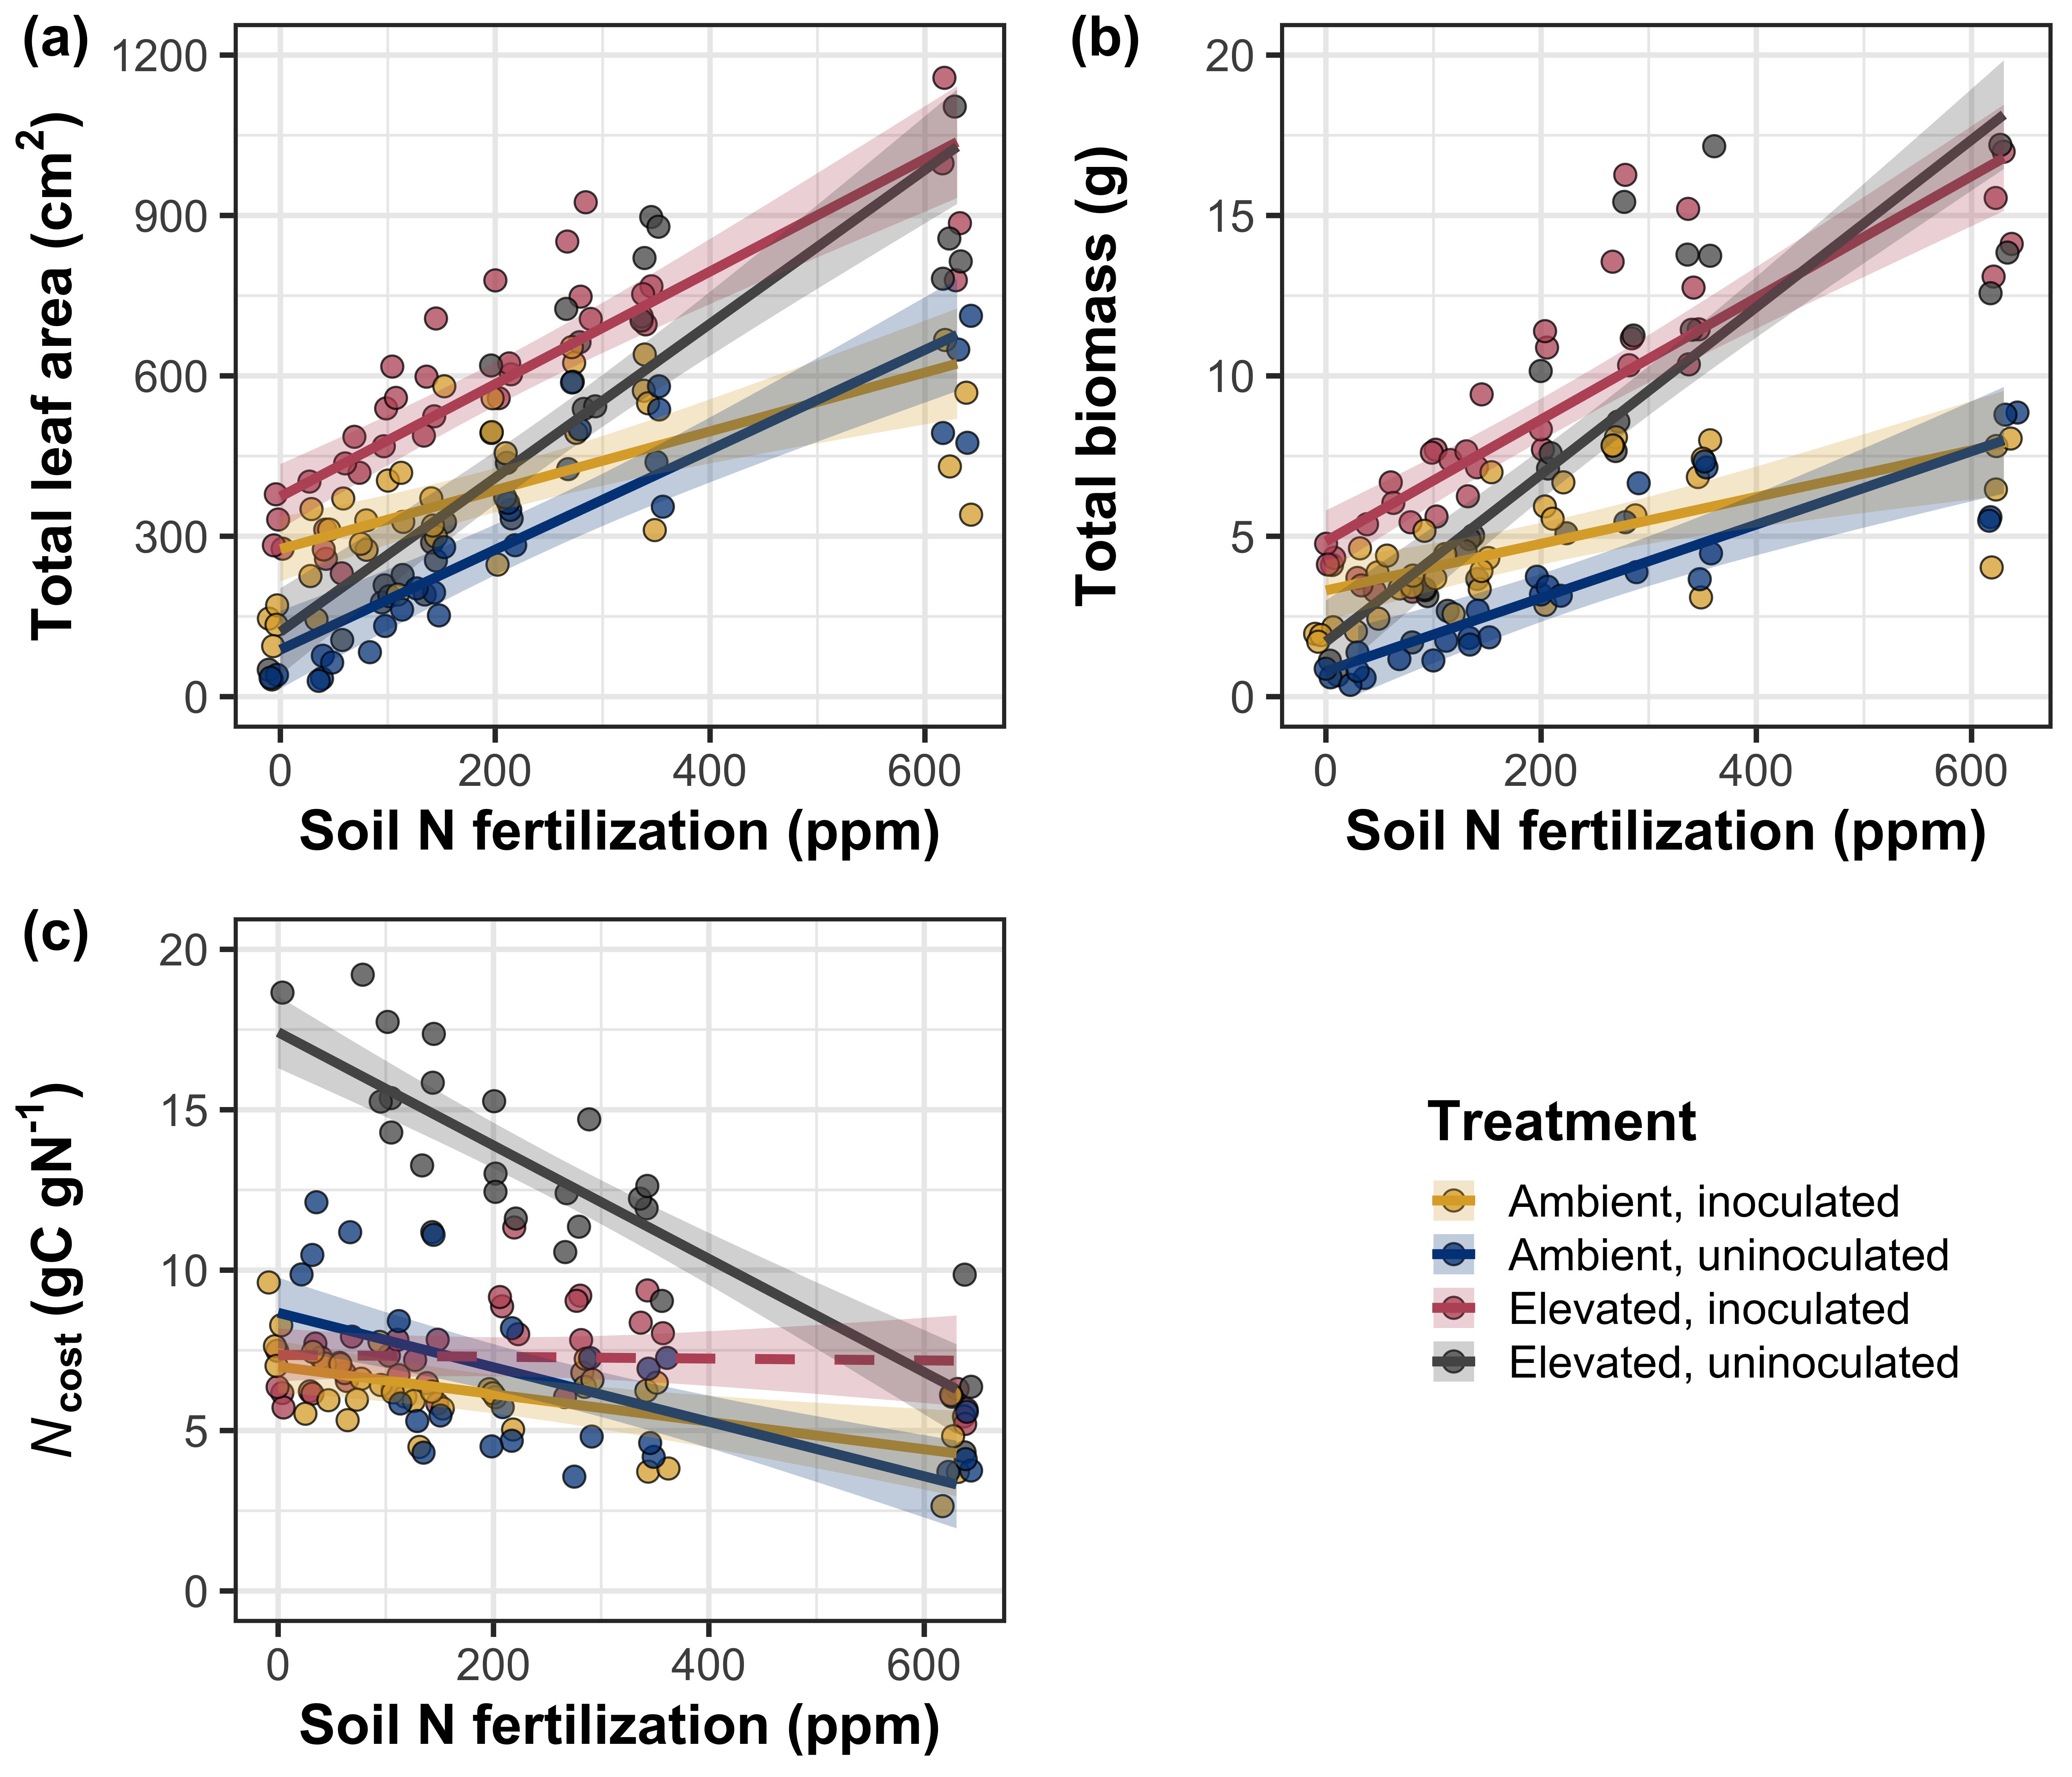 (a)
Total leaf area (cm²)
1200
900
600
300
0
0 200 400 600
Soil N fertilization (ppm)
(b)
Total biomass (g)
20
15
10
5
0
0 200 400 600
Soil N fertilization (ppm)
(c)
N cost (gC gN⁻¹)
20
15
10
5
0
0 200 400 600
Soil N fertilization (ppm)
Treatment
Ambient, inoculated
Ambient, uninoculated
Elevated, inoculated
Elevated, uninoculated